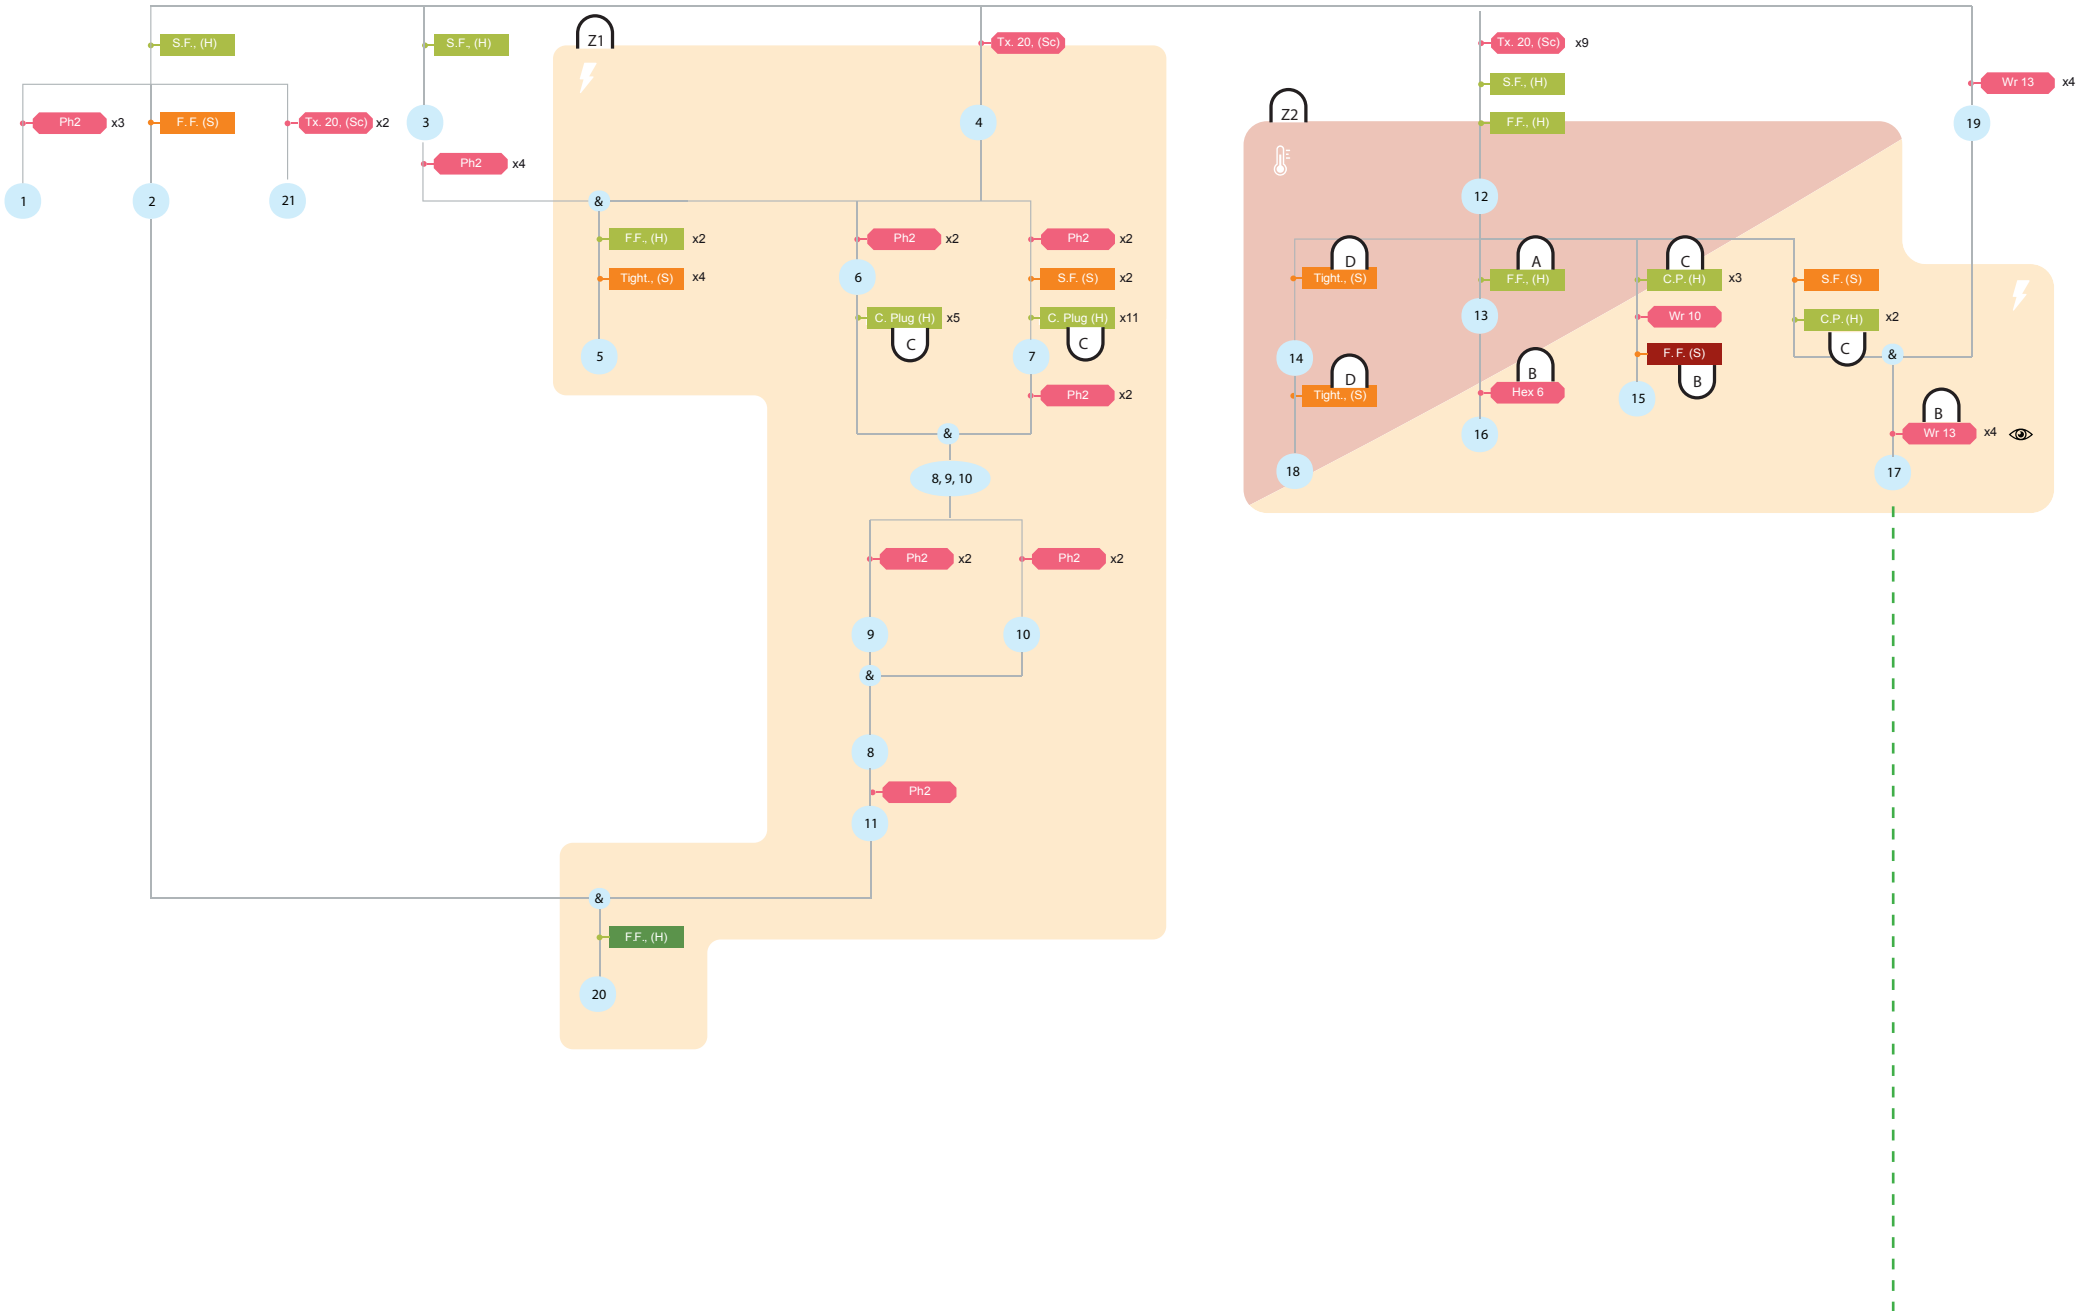 Z1
Tx. 20, (Sc)
S.F., (H)
S.F., (H)
Tx. 20, (Sc) x9
Wr 13 x4
S.F., (H)
Z2
Ph2 x3
F. F. (S)
Tx. 20, (Sc) x2
3
4
F.F., (H)
19
Ph2 x4
1
2
21
&
12
F.F., (H) x2
Ph2 x2
Ph2 x2
D
A
C
Tight., (S) x4
6
S.F. (S) x2
Tight., (S)
F.F., (H)
C.P. (H) x3
S.F. (S)
C. Plug (H) x5
C. Plug (H) x11
13
Wr 10
C.P. (H) x2
C
C
5
7
14
F. F. (S)
C
&
D
B
B
Ph2 x2
Tight., (S)
Hex 6
15
B
&
16
Wr 13 x4
8, 9, 10
18
17
Ph2 x2
Ph2 x2
9
10
&
8
Ph2
11
&
F.F., (H)
20